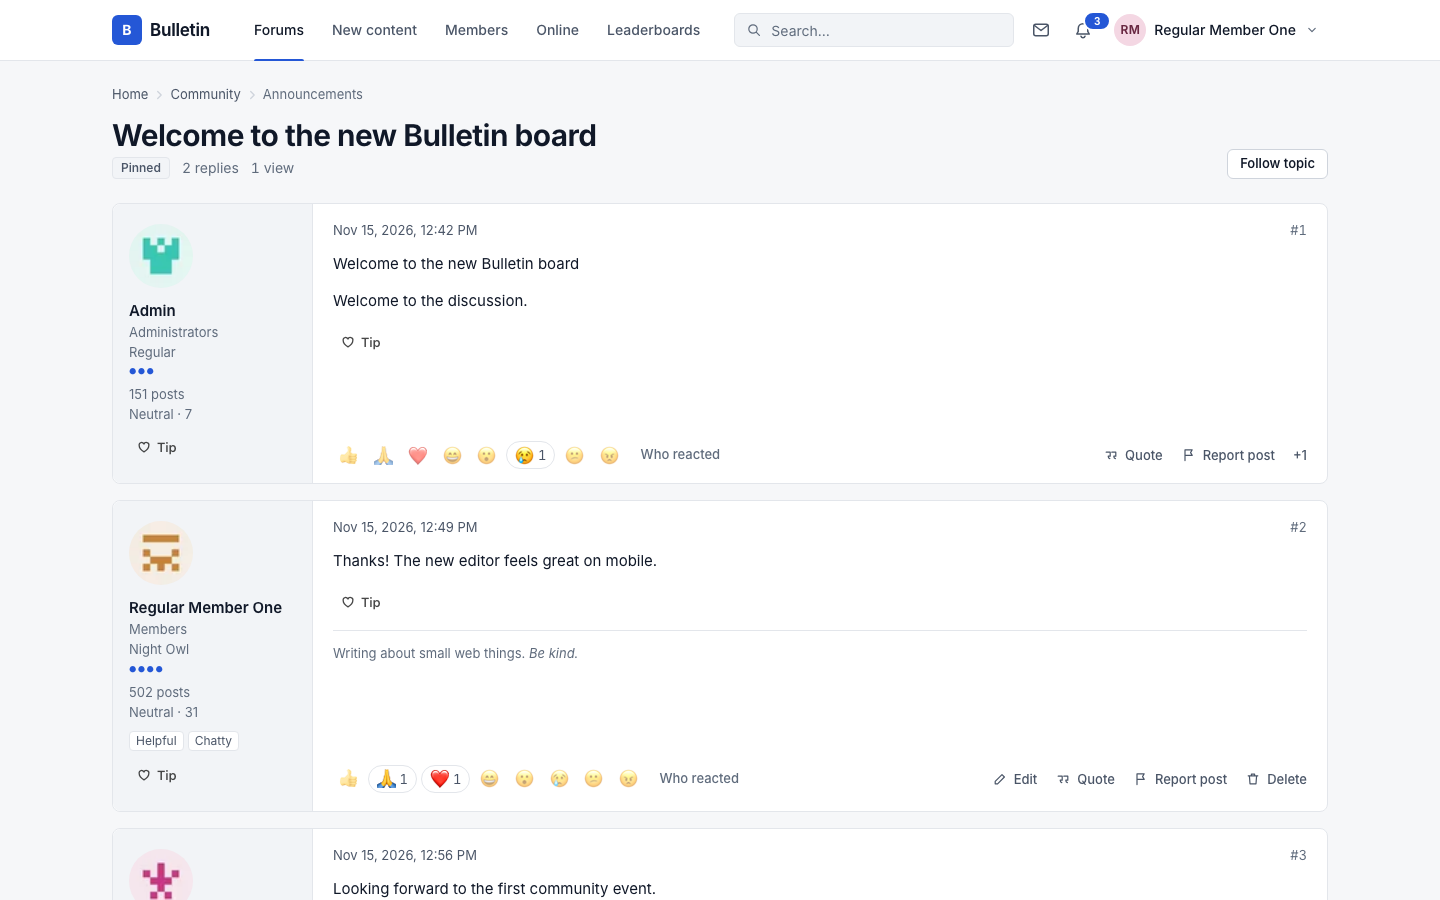 B Bulletin Forums New content Members Online Leaderboards Search... 3 RM Regular Member One
Home Community Announcements
Welcome to the new Bulletin board
Pinned 2 replies 1 view
Follow topic
Admin
Administrators
Regular
151 posts
Neutral · 7
Tip
Nov 15, 2026, 12:42 PM #1
Welcome to the new Bulletin board
Welcome to the discussion.
Tip
1 Who reacted Quote Report post +1
Regular Member One
Members
Night Owl
502 posts
Neutral · 31
Helpful Chatty
Tip
Nov 15, 2026, 12:49 PM #2
Thanks! The new editor feels great on mobile.
Tip
Writing about small web things. Be kind.
1 1 Who reacted Edit Quote Report post Delete
Nov 15, 2026, 12:56 PM #3
Looking forward to the first community event.